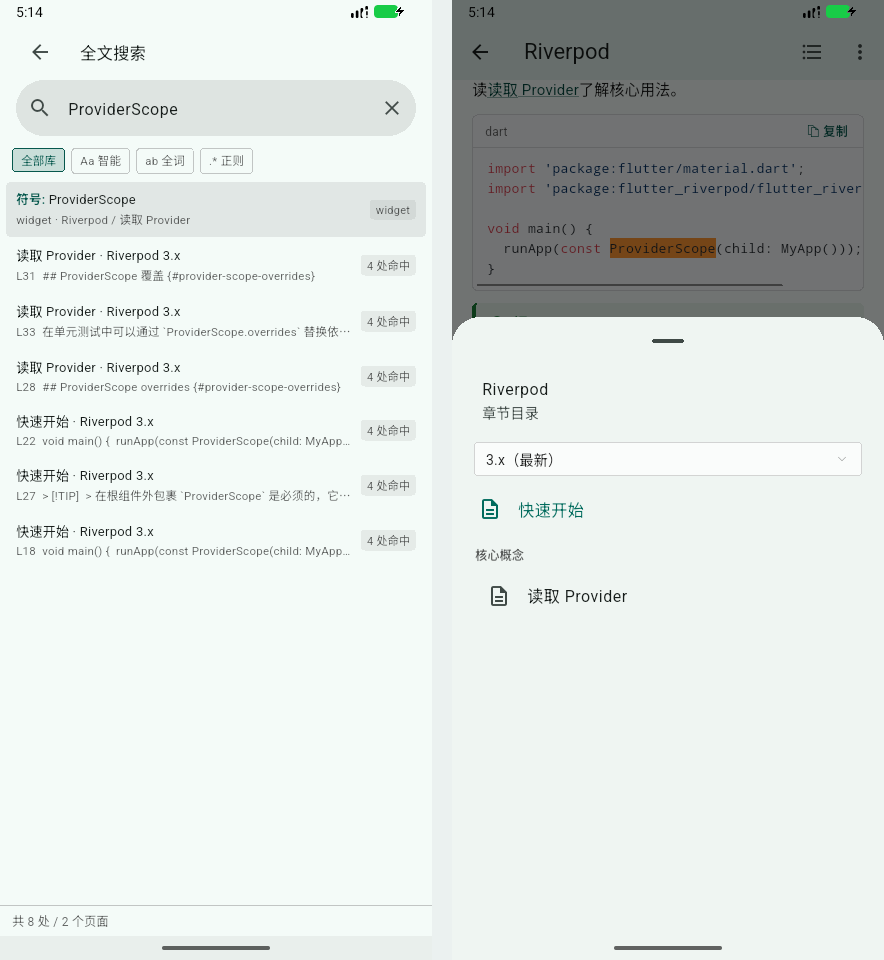 5:14
全文搜索
ProviderScope
全部库
Aa 智能
ab 全词
.* 正则
符号: ProviderScope
widget · Riverpod / 读取 Provider
widget
读取 Provider · Riverpod 3.x
L31 ## ProviderScope 覆盖 {#provider-scope-overrides}
4 处命中
读取 Provider · Riverpod 3.x
L33 在单元测试中可以通过 `ProviderScope.overrides` 替换依…
4 处命中
读取 Provider · Riverpod 3.x
L28 ## ProviderScope overrides {#provider-scope-overrides}
4 处命中
快速开始 · Riverpod 3.x
L22 void main() { runApp(const ProviderScope(child: MyApp…
4 处命中
快速开始 · Riverpod 3.x
L27 > [!TIP] > 在根组件外包裹 `ProviderScope` 是必须的，它…
4 处命中
快速开始 · Riverpod 3.x
L18 void main() { runApp(const ProviderScope(child: MyApp…
4 处命中
共 8 处 / 2 个页面
5:14
Riverpod
读读取 Provider了解核心用法。
dart
复制
import 'package:flutter/material.dart';
import 'package:flutter_riverpod/flutter_river
void main() {
runApp(const ProviderScope(child: MyApp()));
}
Riverpod
章节目录
3.x（最新）
快速开始
核心概念
读取 Provider